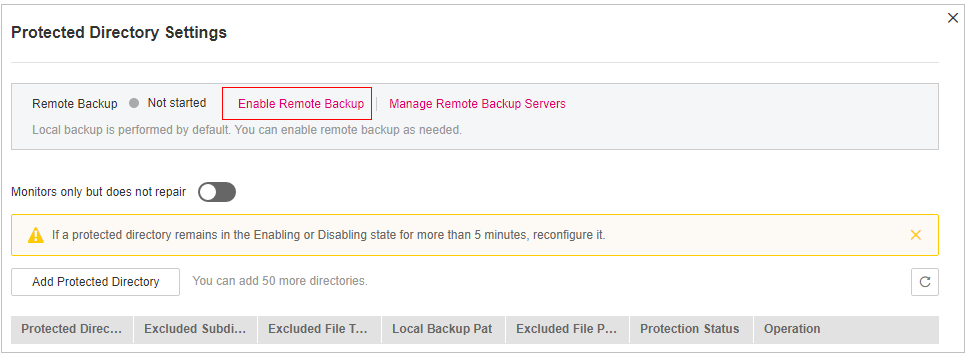 Protected Directory Settings
Remote Backup Not started Enable Remote Backup Manage Remote Backup Servers
Local backup is performed by default. You can enable remote backup as needed.
Monitors only but does not repair
If a protected directory remains in the Enabling or Disabling state for more than 5 minutes, reconfigure it.
Add Protected Directory You can add 50 more directories.
Protected Direc... Excluded Subdi... Excluded File T... Local Backup Pat Excluded File P... Protection Status Operation